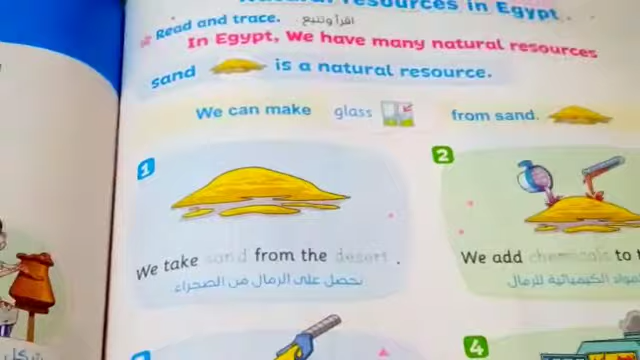 resources in Egypt.
Read and trace. اقرأ وتتبع
In Egypt, We have many natural resources
sand is a natural resource.
We can make glass from sand.
1
We take sand from the desert.
نحصل على الرمال من الصحراء
2
We add chemicals to
الكيميائية للرمال
4